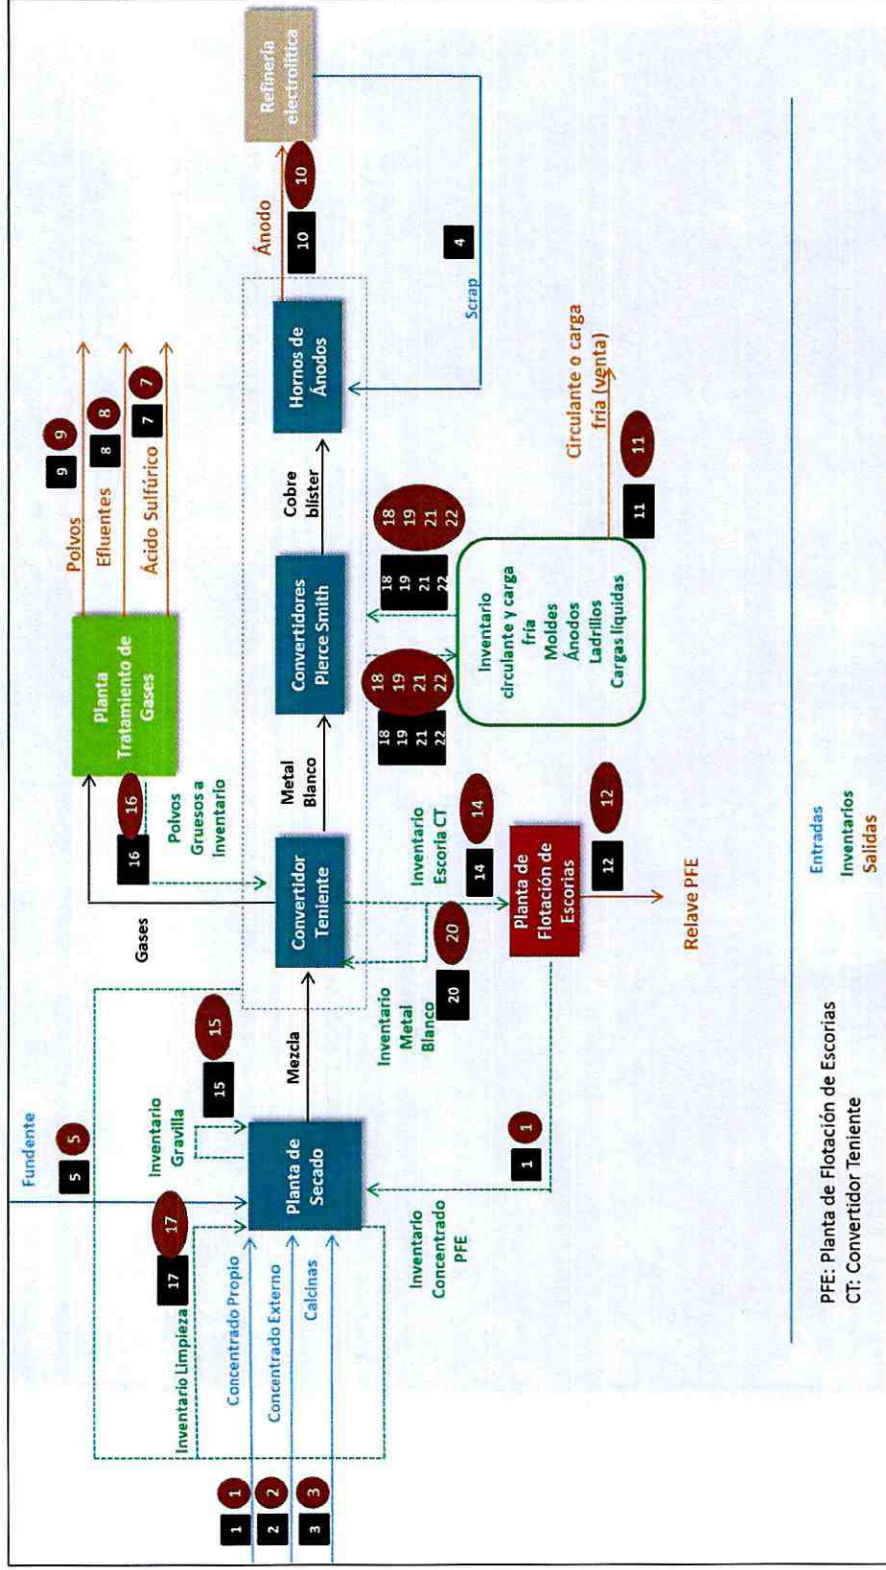 Fundente
5
5
Inventario Limpieza
17
17
Inventario
Gravilla
15
15
1
1
Concentrado Propio
2
2
Concentrado Externo
3
3
Calcinas
Planta de
Secado
Mezcla
Inventario
Concentrado
PFE
1
1
Gases
Convertidor
Teniente
16
16
Polvos
Gruesos a
inventario
Planta
Tratamiento de
Gases
Polvos
9
9
Efluentes
8
8
Ácido Sulfúrico
7
7
Metal
Blanco
Convertidores
Pierce Smith
Cobre
blíster
Hornos de
Ánodos
Ánodo
10
10
Refinería
electrolítica
Scrap
4
Inventario
Metal
Blanco
20
20
Inventario
Escoria CT
14
14
Planta de
Flotación de
Escorias
12
12
Relave PFE
18
19
21
22
18
19
21
22
18
19
21
22
18
19
21
22
Inventario
circulante y carga
fría
Moldes
Ánodos
Ladrillos
Cargas líquidas
Circulante o carga
fría (venta)
11
11
Entradas
Inventarios
Salidas
PFE: Planta de Flotación de Escorias
CT: Convertidor Teniente